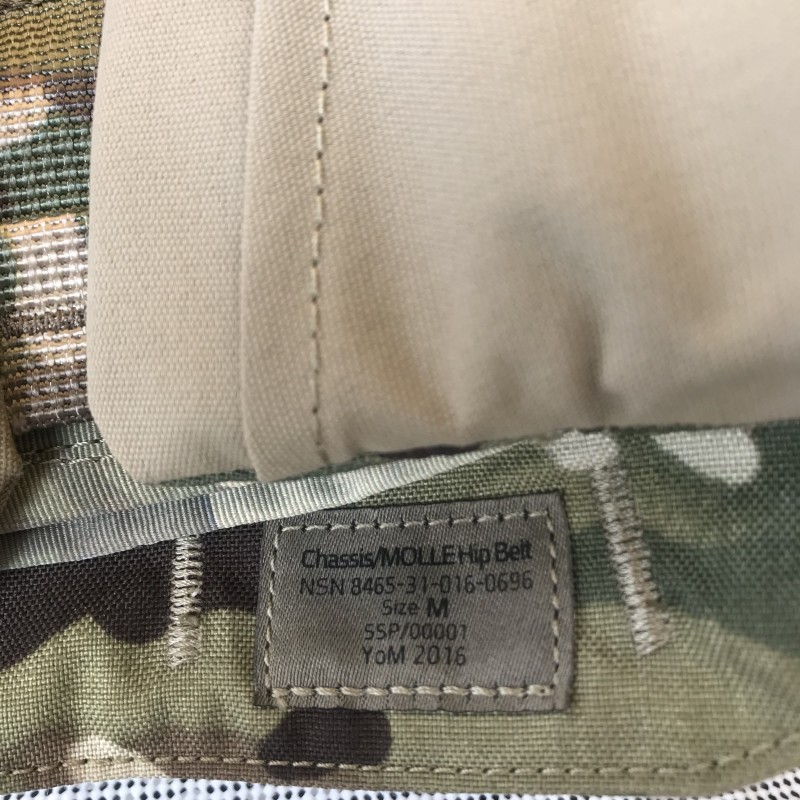 Chassis/MOLLE Hip Belt
NSN 8465-31-016-0696
Size M
SSP/00001
YoM 2016